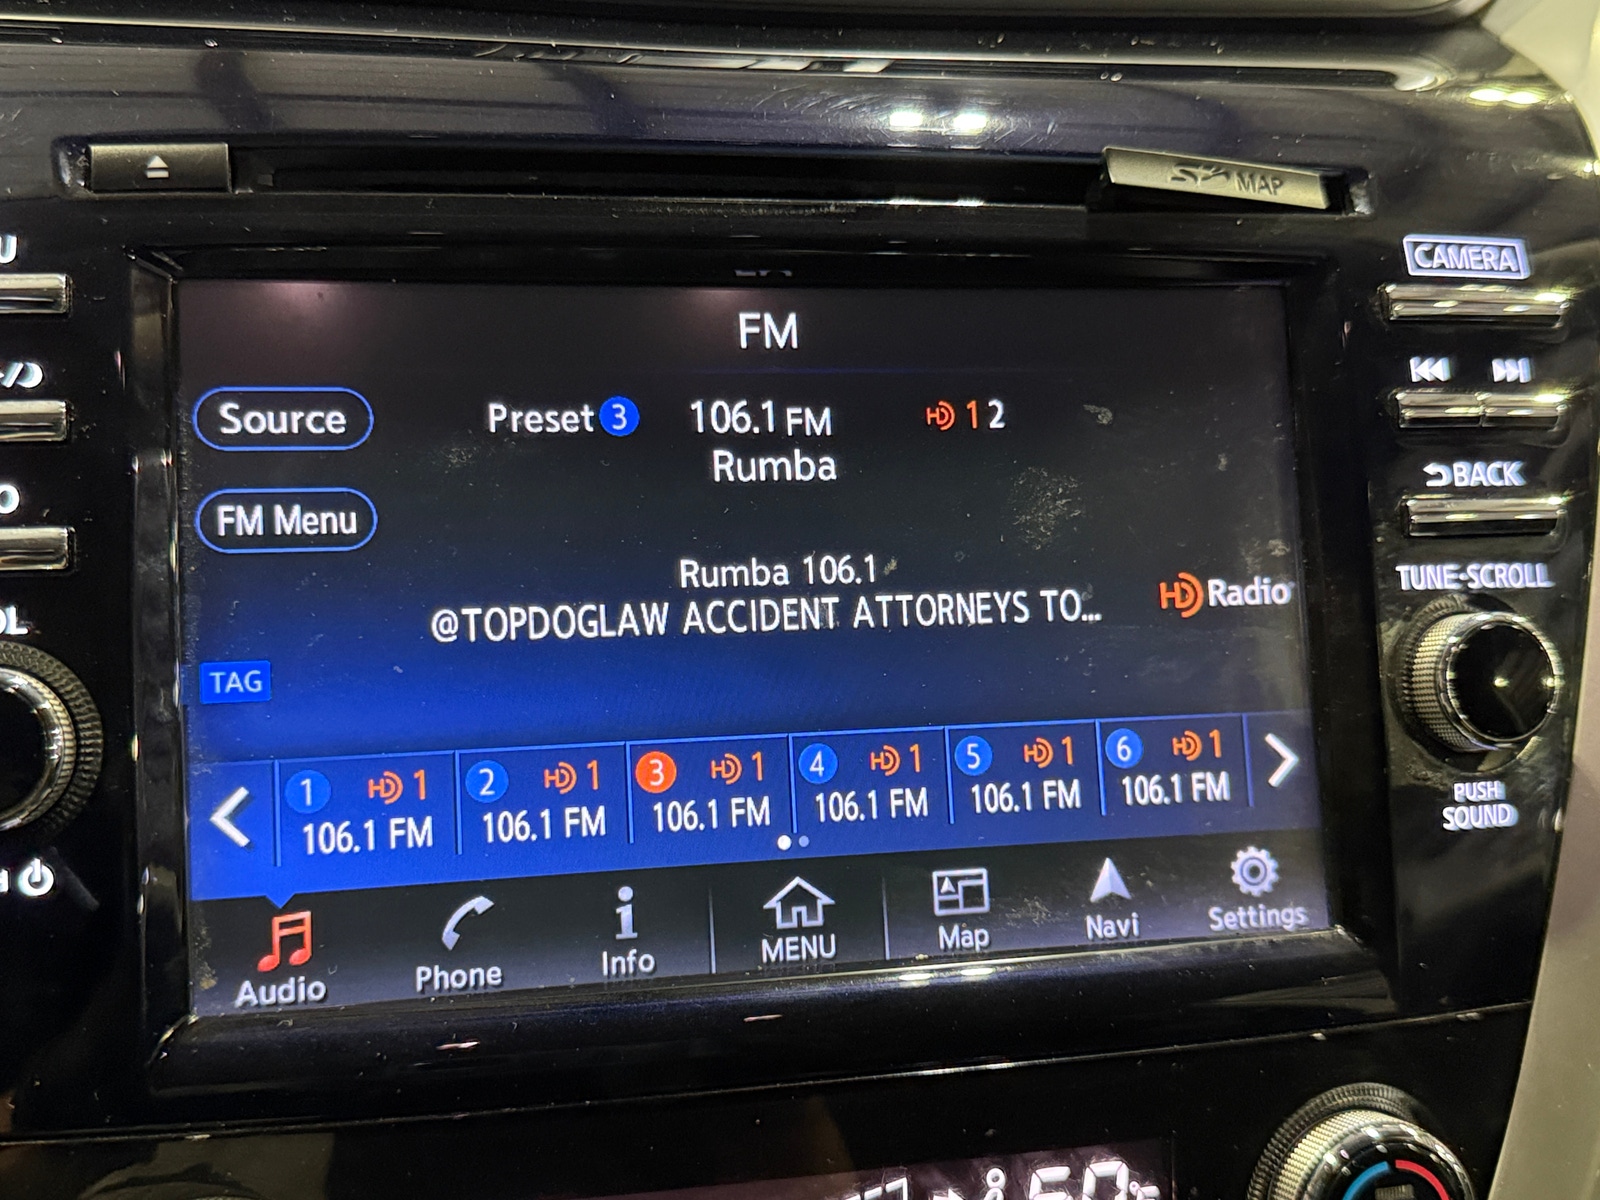 MAP
CAMERA
FM
Source
Preset 3 106.1 FM HD 1 2
Rumba
BACK
FM Menu
Rumba 106.1
TUNE·SCROLL
@TOPDOGLAW ACCIDENT ATTORNEYS TO...
HD Radio
TAG
1 HD 1
106.1 FM
2 HD 1
106.1 FM
3 HD 1
106.1 FM
4 HD 1
106.1 FM
5 HD 1
106.1 FM
6 HD 1
106.1 FM
PUSH
SOUND
Audio
Phone
Info
MENU
Map
Navi
Settings